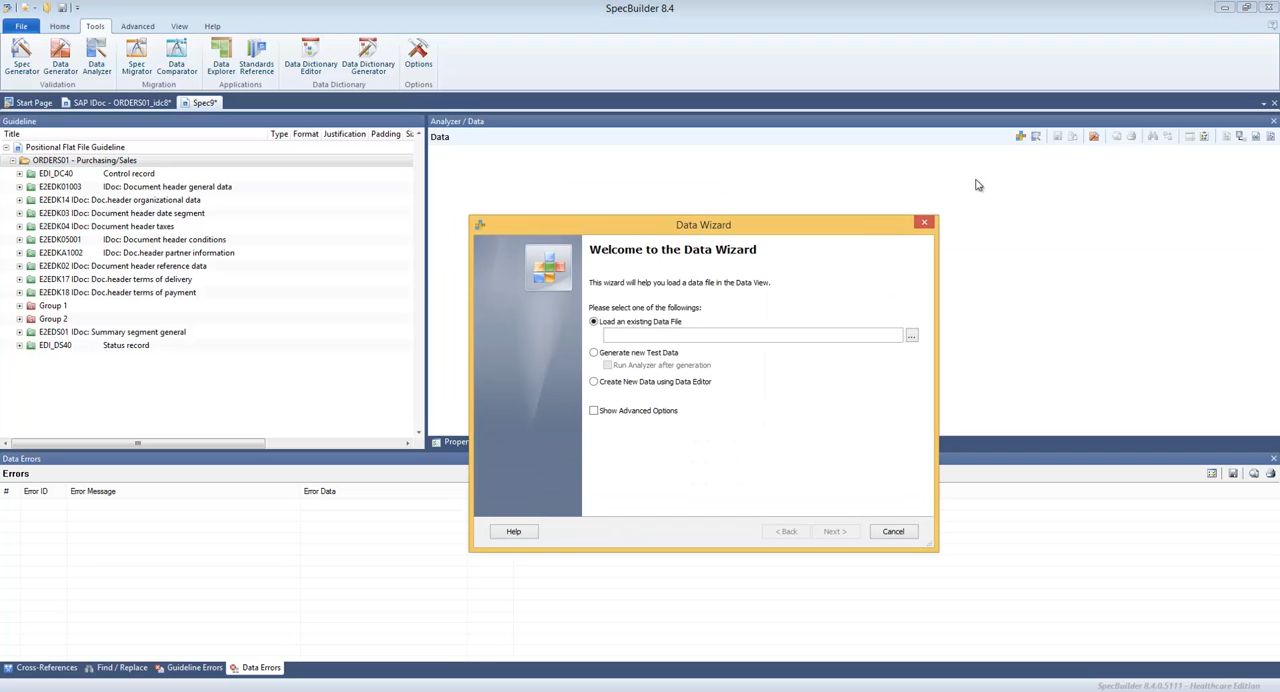 SpecBuilder 8.4
File Home Tools Advanced View Help
Spec Generator Data Generator Data Analyzer Spec Migrator Data Comparator Data Explorer Standards Reference Data Dictionary Editor Data Dictionary Generator Options
Validation Migration Applications Data Dictionary Options
Start Page SAP IDoc - ORDERS01_idc8* Spec9*
Guideline
Title Type Format Justification Padding Si:
Positional Flat File Guideline
ORDERS01 - Purchasing/Sales
EDI_DC40 Control record
E2EDK01003 IDoc: Document header general data
E2EDK14 IDoc: Doc.header organizational data
E2EDK03 IDoc: Document header date segment
E2EDK04 IDoc: Document header taxes
E2EDK05001 IDoc: Document header conditions
E2EDKA1002 IDoc: Doc.header partner information
E2EDK02 IDoc: Document header reference data
E2EDK17 IDoc: Doc.header terms of delivery
E2EDK18 IDoc: Doc.header terms of payment
Group 1
Group 2
E2EDS01 IDoc: Summary segment general
EDI_DS40 Status record
Analyzer / Data
Data
Data Wizard
Welcome to the Data Wizard
This wizard will help you load a data file in the Data View.
Please select one of the followings:
Load an existing Data File
...
Generate new Test Data
Run Analyzer after generation
Create New Data using Data Editor
Show Advanced Options
Help < Back Next > Cancel
Proper
Data Errors
Errors
# Error ID Error Message Error Data
Cross-References Find / Replace Guideline Errors Data Errors
SpecBuilder 8.4.0.5111 - Healthcare Edition